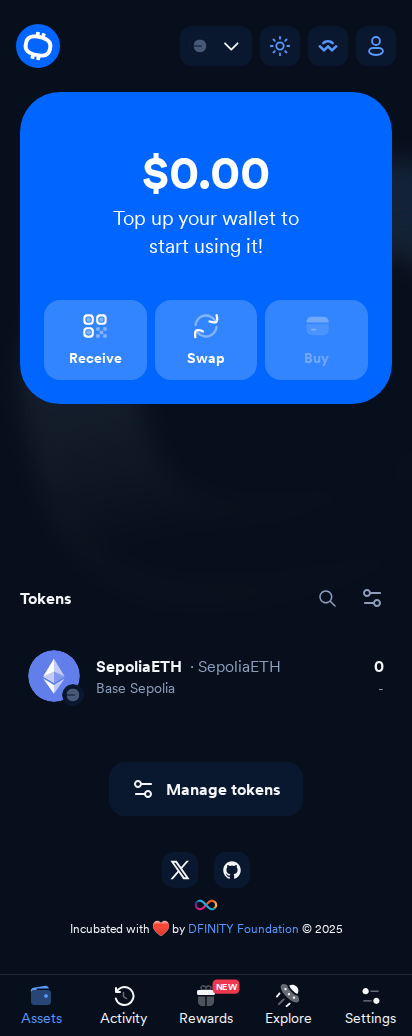 $0.00
Top up your wallet to
start using it!
Receive
Swap
Buy
Tokens
SepoliaETH · SepoliaETH
0
Base Sepolia
-
Manage tokens
Incubated with ❤️ by DFINITY Foundation © 2025
NEW
Assets
Activity
Rewards
Explore
Settings